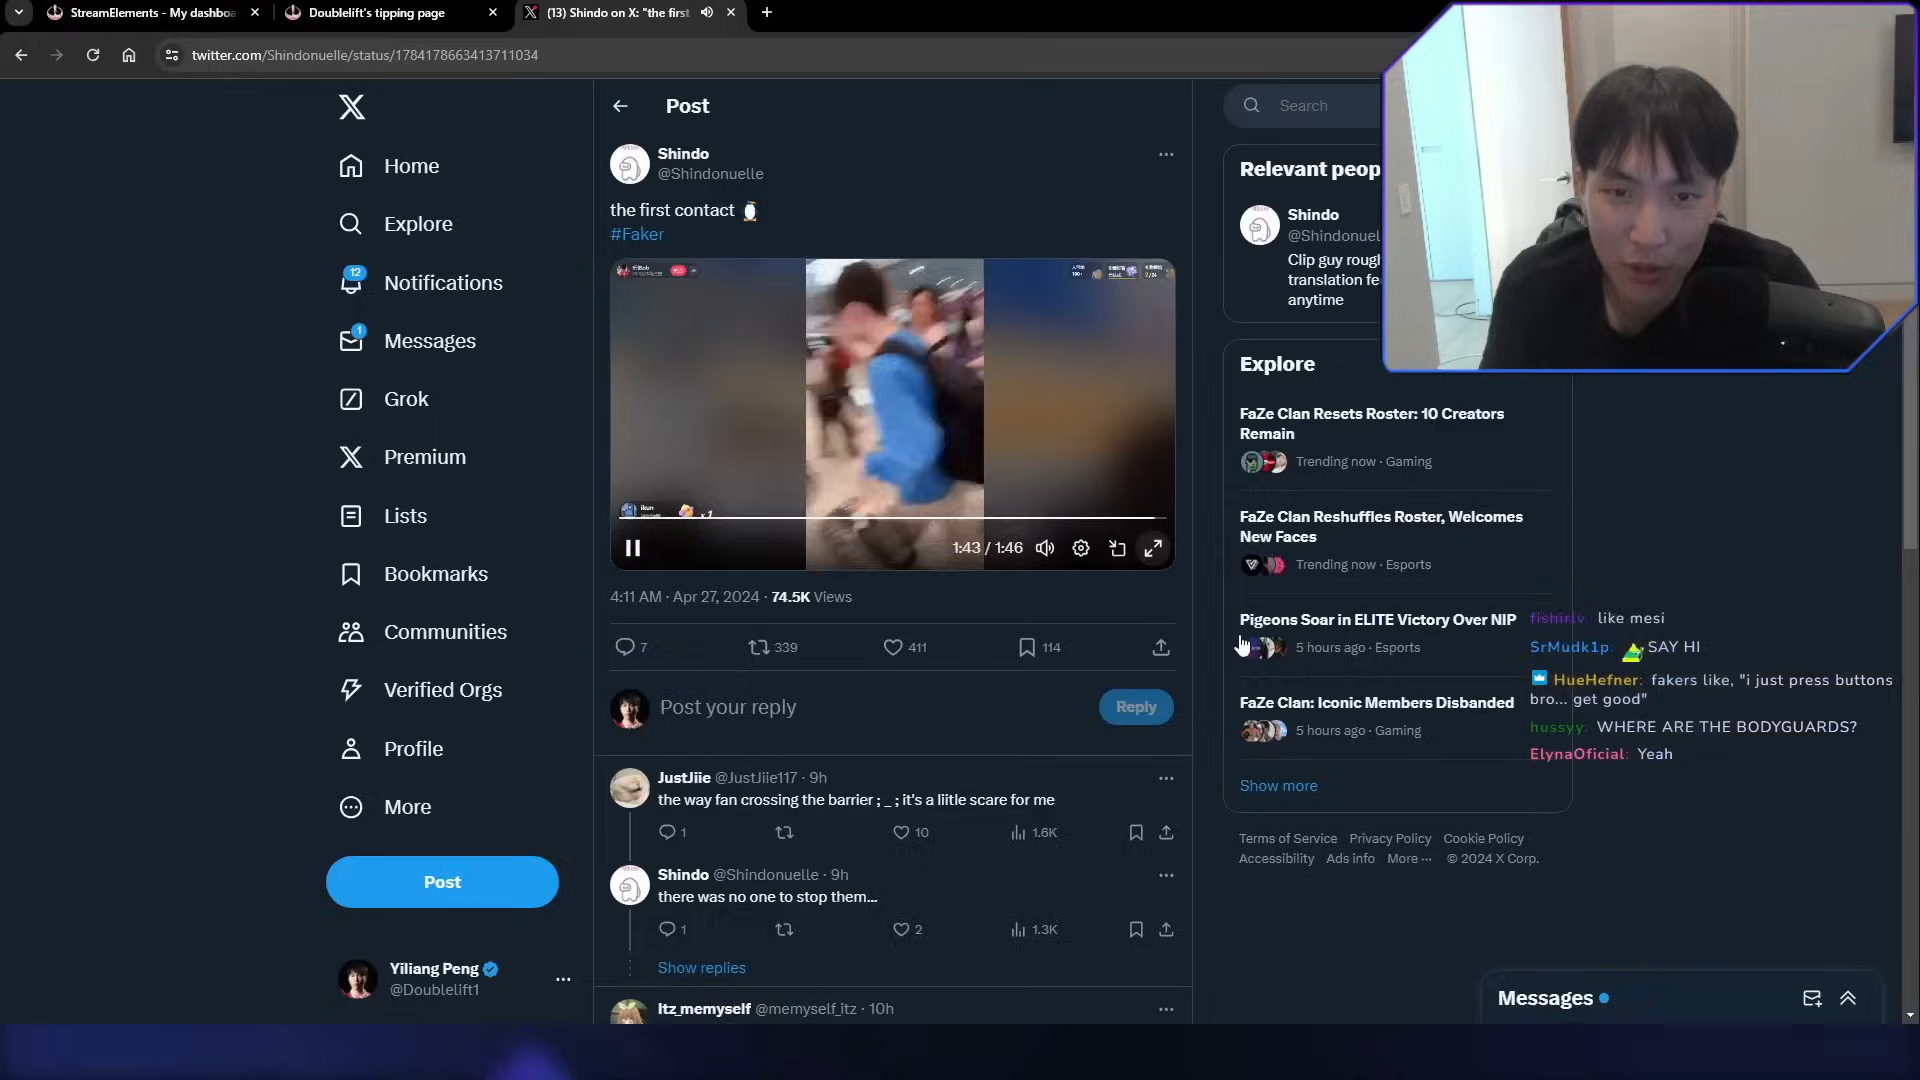 StreamElements - My dashboa
Doublelift's tipping page
(13) Shindo on X: "the first
twitter.com/Shindonuelle/status/1784178663413711034
Home
Explore
12
Notifications
1
Messages
Grok
Premium
Lists
Bookmarks
Communities
Verified Orgs
Profile
More
Post
Yiliang Peng
@Doublelift1
Post
Shindo
@Shindonuelle
the first contact
#Faker
ikun
x 1
1:43 / 1:46
4:11 AM · Apr 27, 2024 · 74.5K Views
7
339
411
114
Post your reply
Reply
JustJiie @JustJiie117 · 9h
the way fan crossing the barrier ; _ ; it's a liitle scare for me
1
10
1.6K
Shindo @Shindonuelle · 9h
there was no one to stop them...
1
2
1.3K
Show replies
Itz_memyself @memyself_itz · 10h
Search
Relevant peop
Shindo
@Shindonuel
Clip guy rough
translation fe
anytime
Explore
FaZe Clan Resets Roster: 10 Creators
Remain
Trending now · Gaming
FaZe Clan Reshuffles Roster, Welcomes
New Faces
Trending now · Esports
Pigeons Soar in ELITE Victory Over NIP
5 hours ago · Esports
FaZe Clan: Iconic Members Disbanded
5 hours ago · Gaming
Show more
Terms of Service Privacy Policy Cookie Policy
Accessibility Ads info More ··· © 2024 X Corp.
fishirlv: like mesi
SrMudk1p: SAY HI
HueHefner: fakers like, "i just press buttons
bro... get good"
hussyy: WHERE ARE THE BODYGUARDS?
ElynaOficial: Yeah
Messages